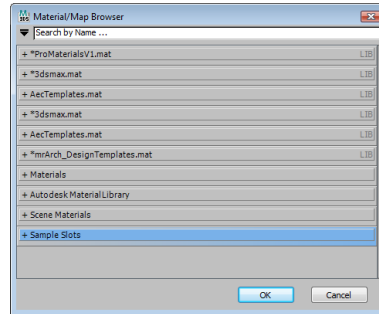 Material/Map Browser
Search by Name ...
+ *ProMaterialsV1.mat LIB
+ *3dsmax.mat LIB
+ AecTemplates.mat LIB
+ *3dsmax.mat LIB
+ AecTemplates.mat LIB
+ *mrArch_DesignTemplates.mat LIB
+ Materials
+ Autodesk Material Library
+ Scene Materials
+ Sample Slots
OK Cancel